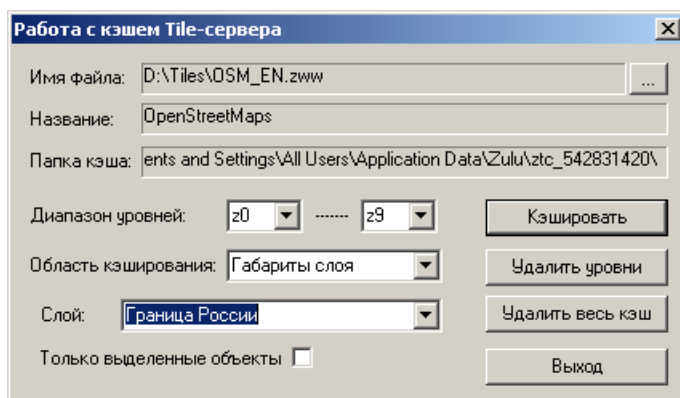 Работа с кэшем Tile-сервера
Имя файла: D:\Tiles\OSM_EN.zww ...
Название: OpenStreetMaps
Папка кэша: ents and Settings\All Users\Application Data\Zulu\ztc_542831420\
Диапазон уровней: z0 ------- z9 Кэшировать
Область кэширования: Габариты слоя Удалить уровни
Слой: Граница России Удалить весь кэш
Только выделенные объекты Выход